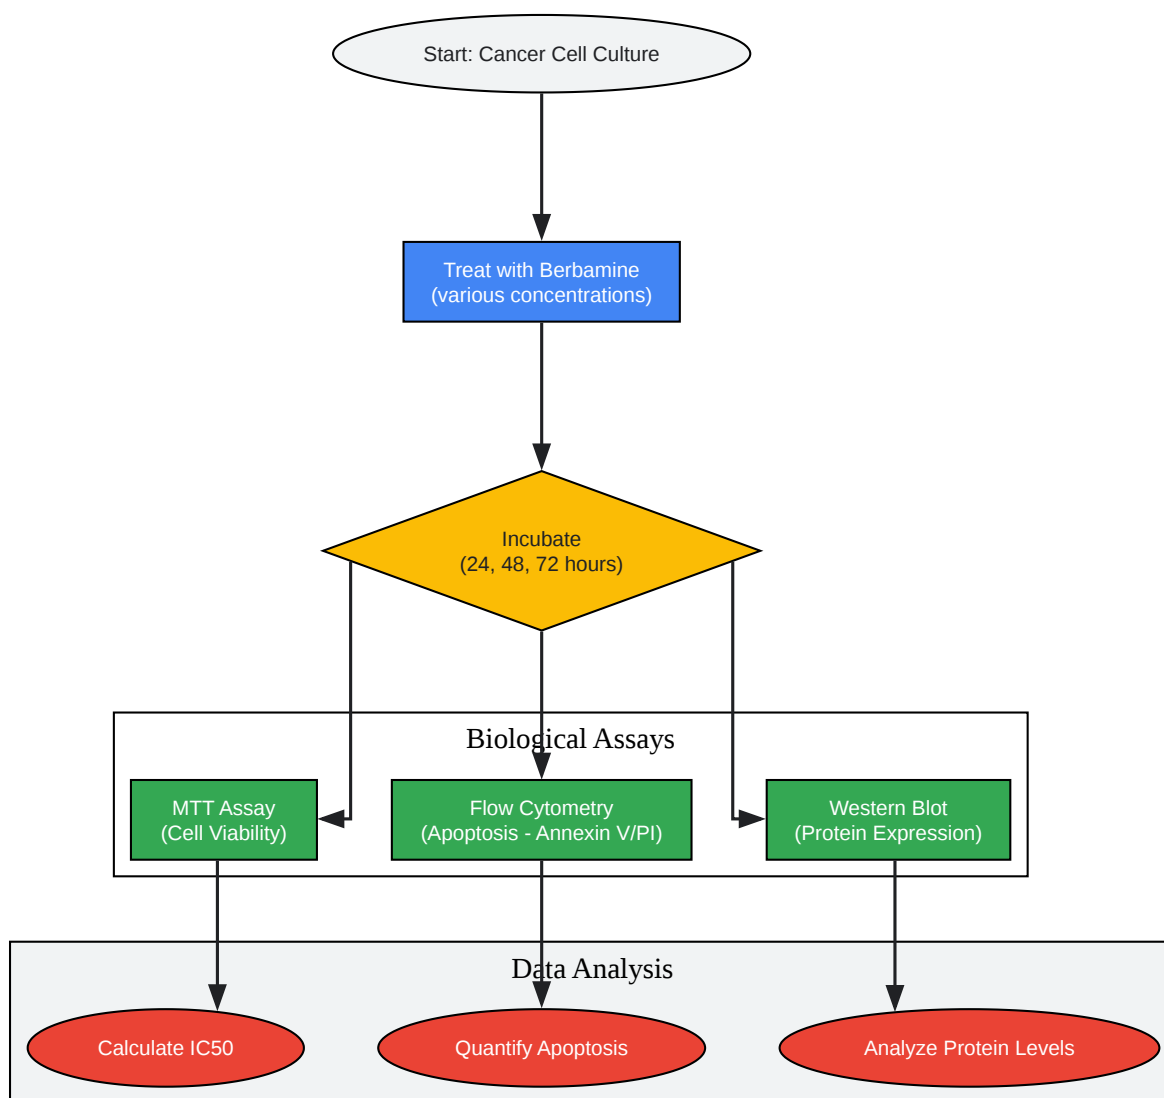 Start: Cancer Cell Culture
Treat with Berbamine
(various concentrations)
Incubate
(24, 48, 72 hours)
Biological Assays
MTT Assay
(Cell Viability)
Flow Cytometry
(Apoptosis - Annexin V/PI)
Western Blot
(Protein Expression)
Data Analysis
Calculate IC50
Quantify Apoptosis
Analyze Protein Levels